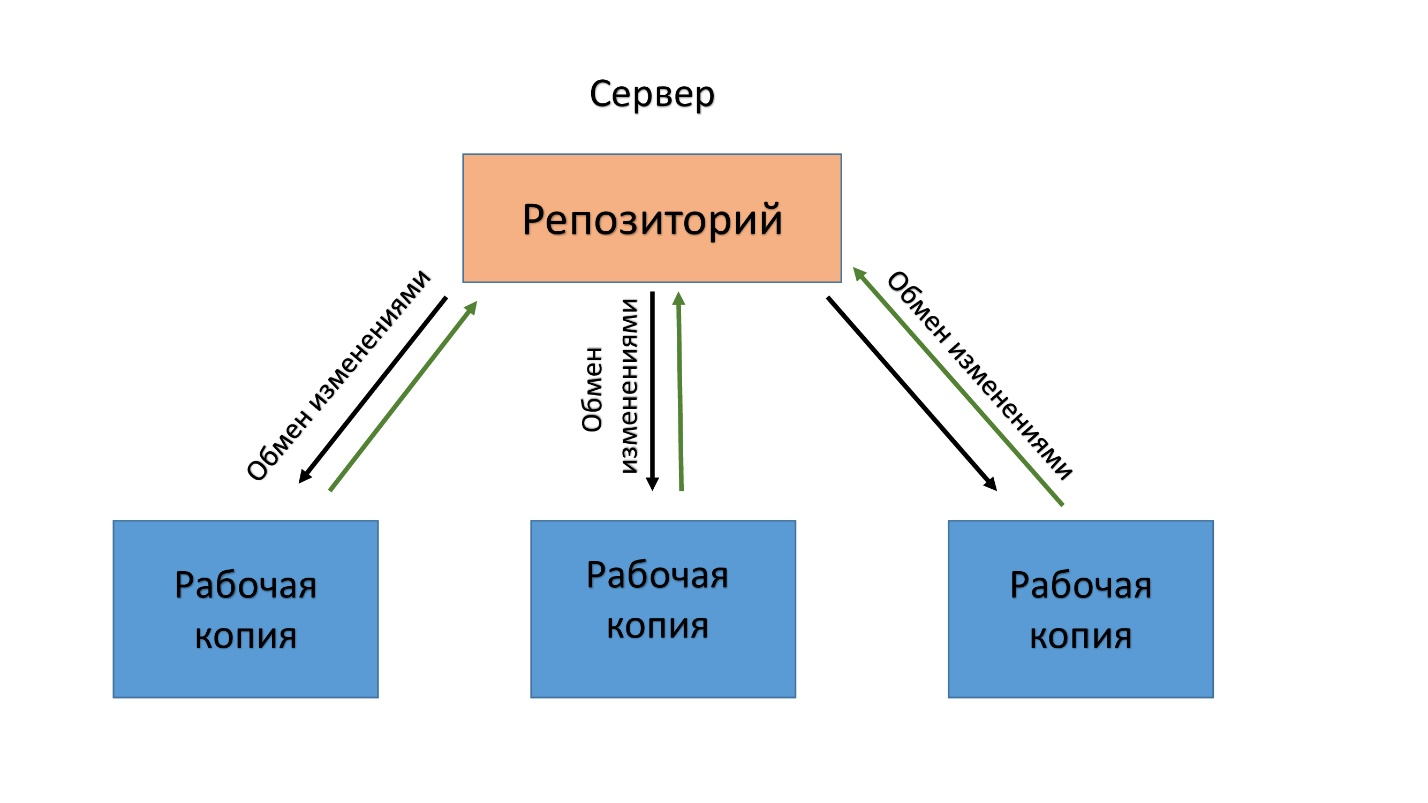 Сервер
Репозиторий
Обмен изменениями
Обмен
изменениями
Обмен изменениями
Рабочая
копия
Рабочая
копия
Рабочая
копия